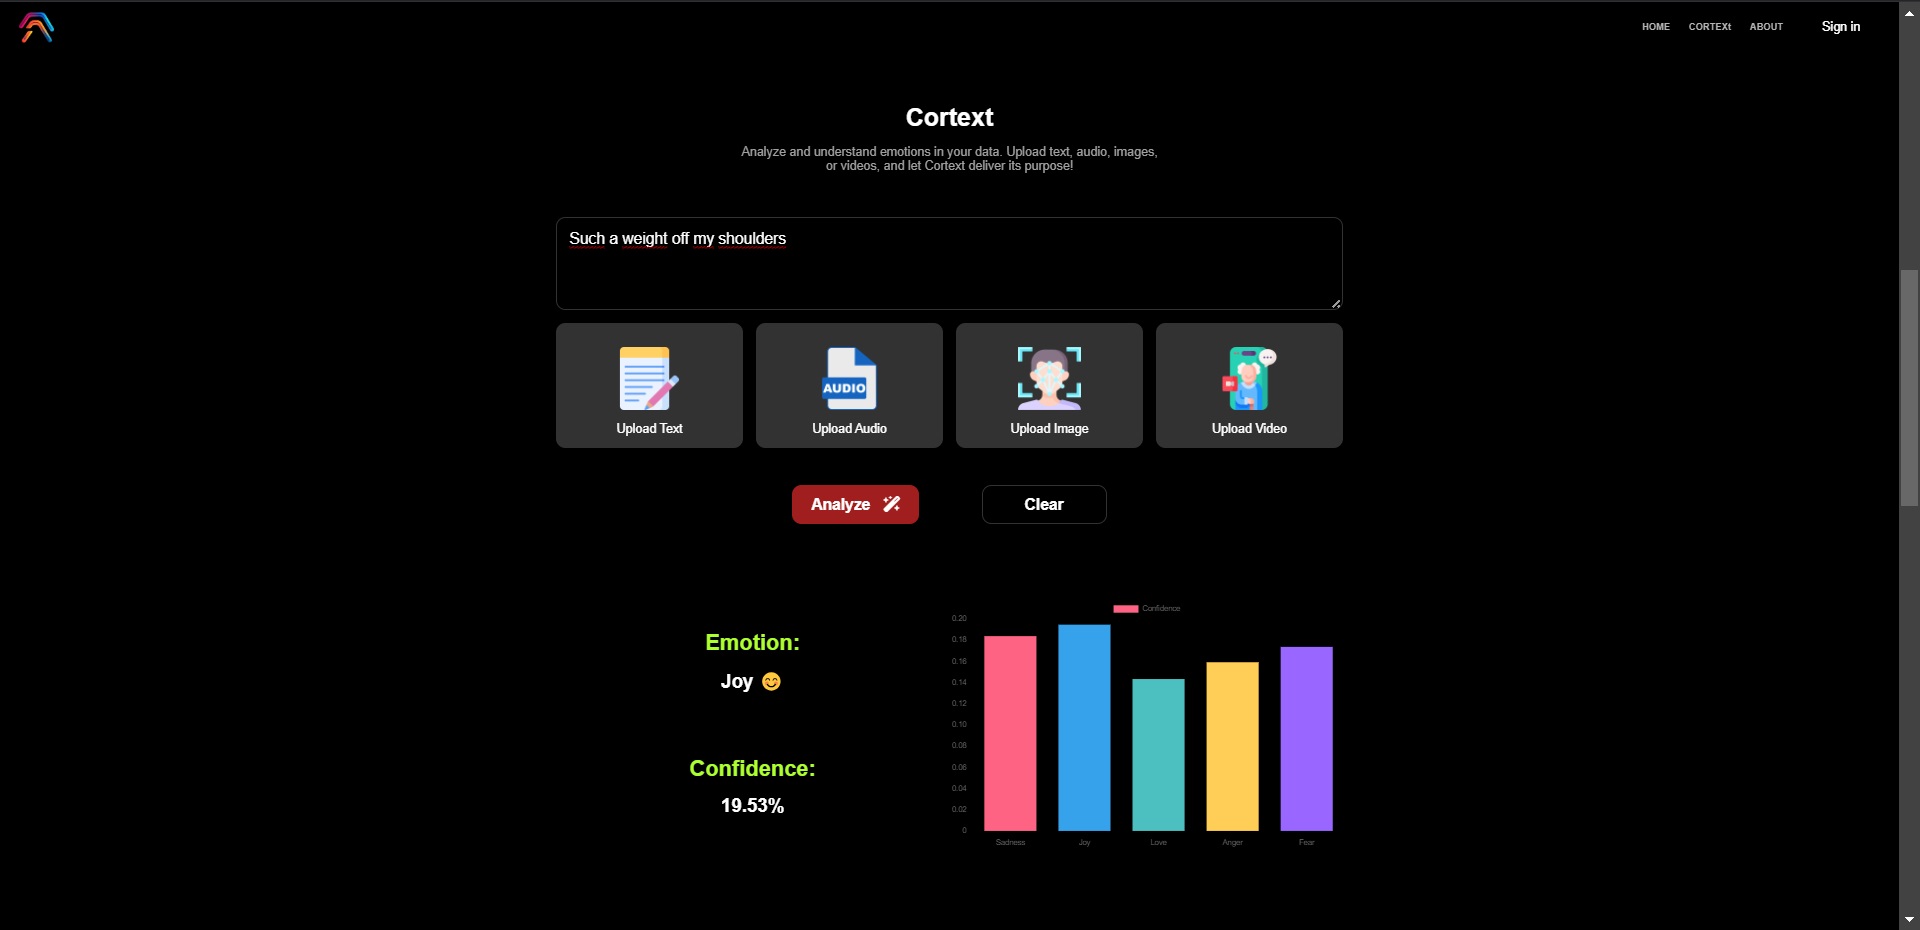 HOME CORTEXt ABOUT Sign in
Cortext
Analyze and understand emotions in your data. Upload text, audio, images,
or videos, and let Cortext deliver its purpose!
Such a weight off my shoulders
AUDIO
Upload Text Upload Audio Upload Image Upload Video
Analyze Clear
Emotion:
Joy 😊
Confidence:
19.53%
Confidence
0.20
0.18
0.16
0.14
0.12
0.10
0.08
0.06
0.04
0.02
0
Sadness Joy Love Anger Fear